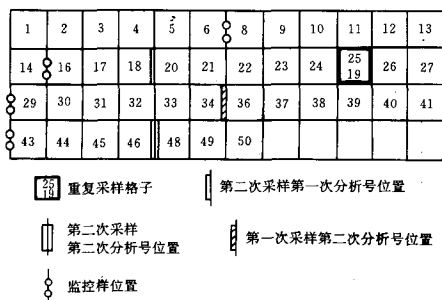 1 2 3 4 5 6 8 9 10 11 12 13
14 16 17 18 20 21 22 23 24 25 19 26 27
29 30 31 32 33 34 36 37 38 39 40 41
43 44 45 46 48 49 50
25 19 重复采样格子
第二次采样第一次分析号位置
第二次采样
第二次分析号位置
第一次采样第二次分析号位置
监控样位置